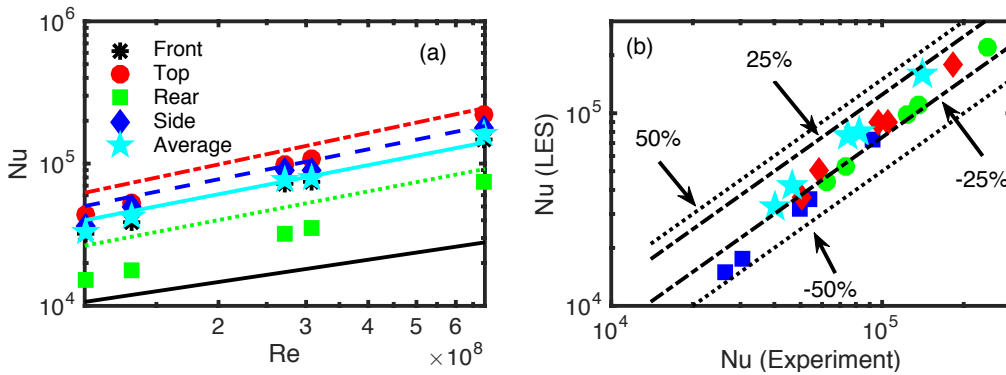 10^6
(a)
Front
Top
Rear
Side
Average
Nu
10^5
10^4
2
3
4
5
6
Re
×10^8
(b)
25%
50%
-25%
-50%
Nu (LES)
10^5
10^4
10^4
10^5
Nu (Experiment)